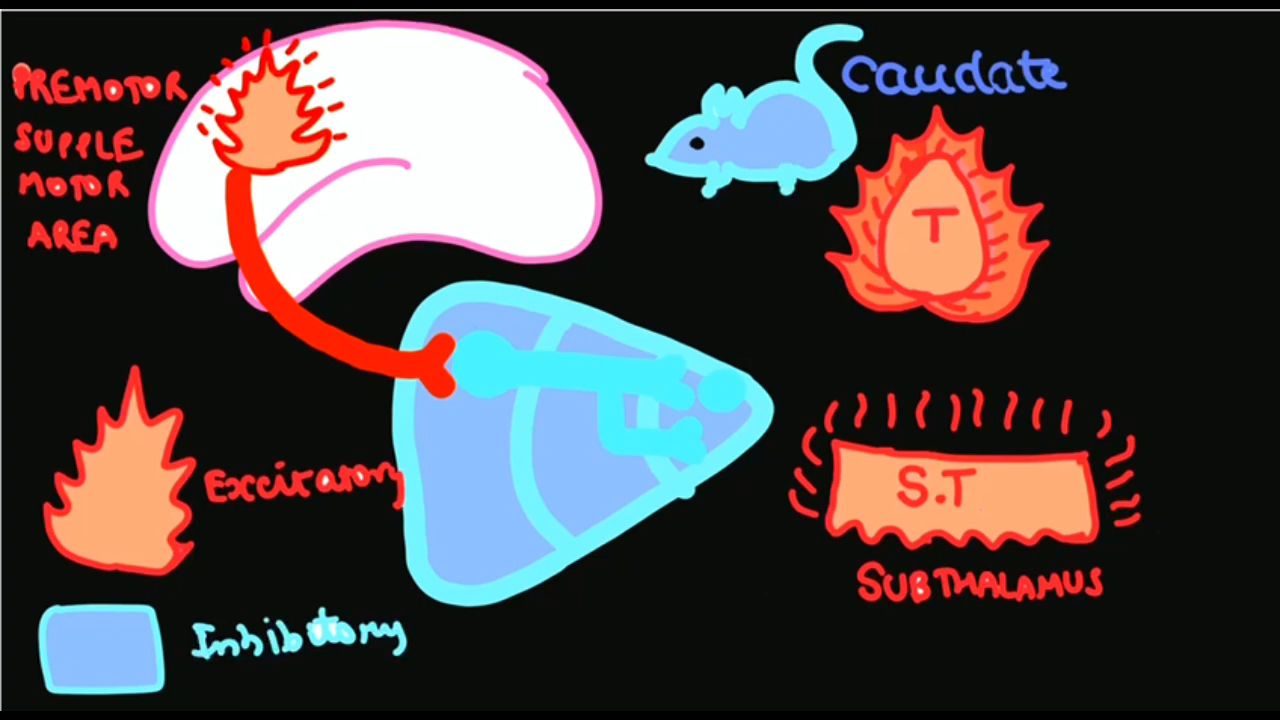 PREMOTOR
SUPPLE
MOTOR
AREA
Caudate
T
Excitatory
S.T
SUBTHALAMUS
Inhibitory